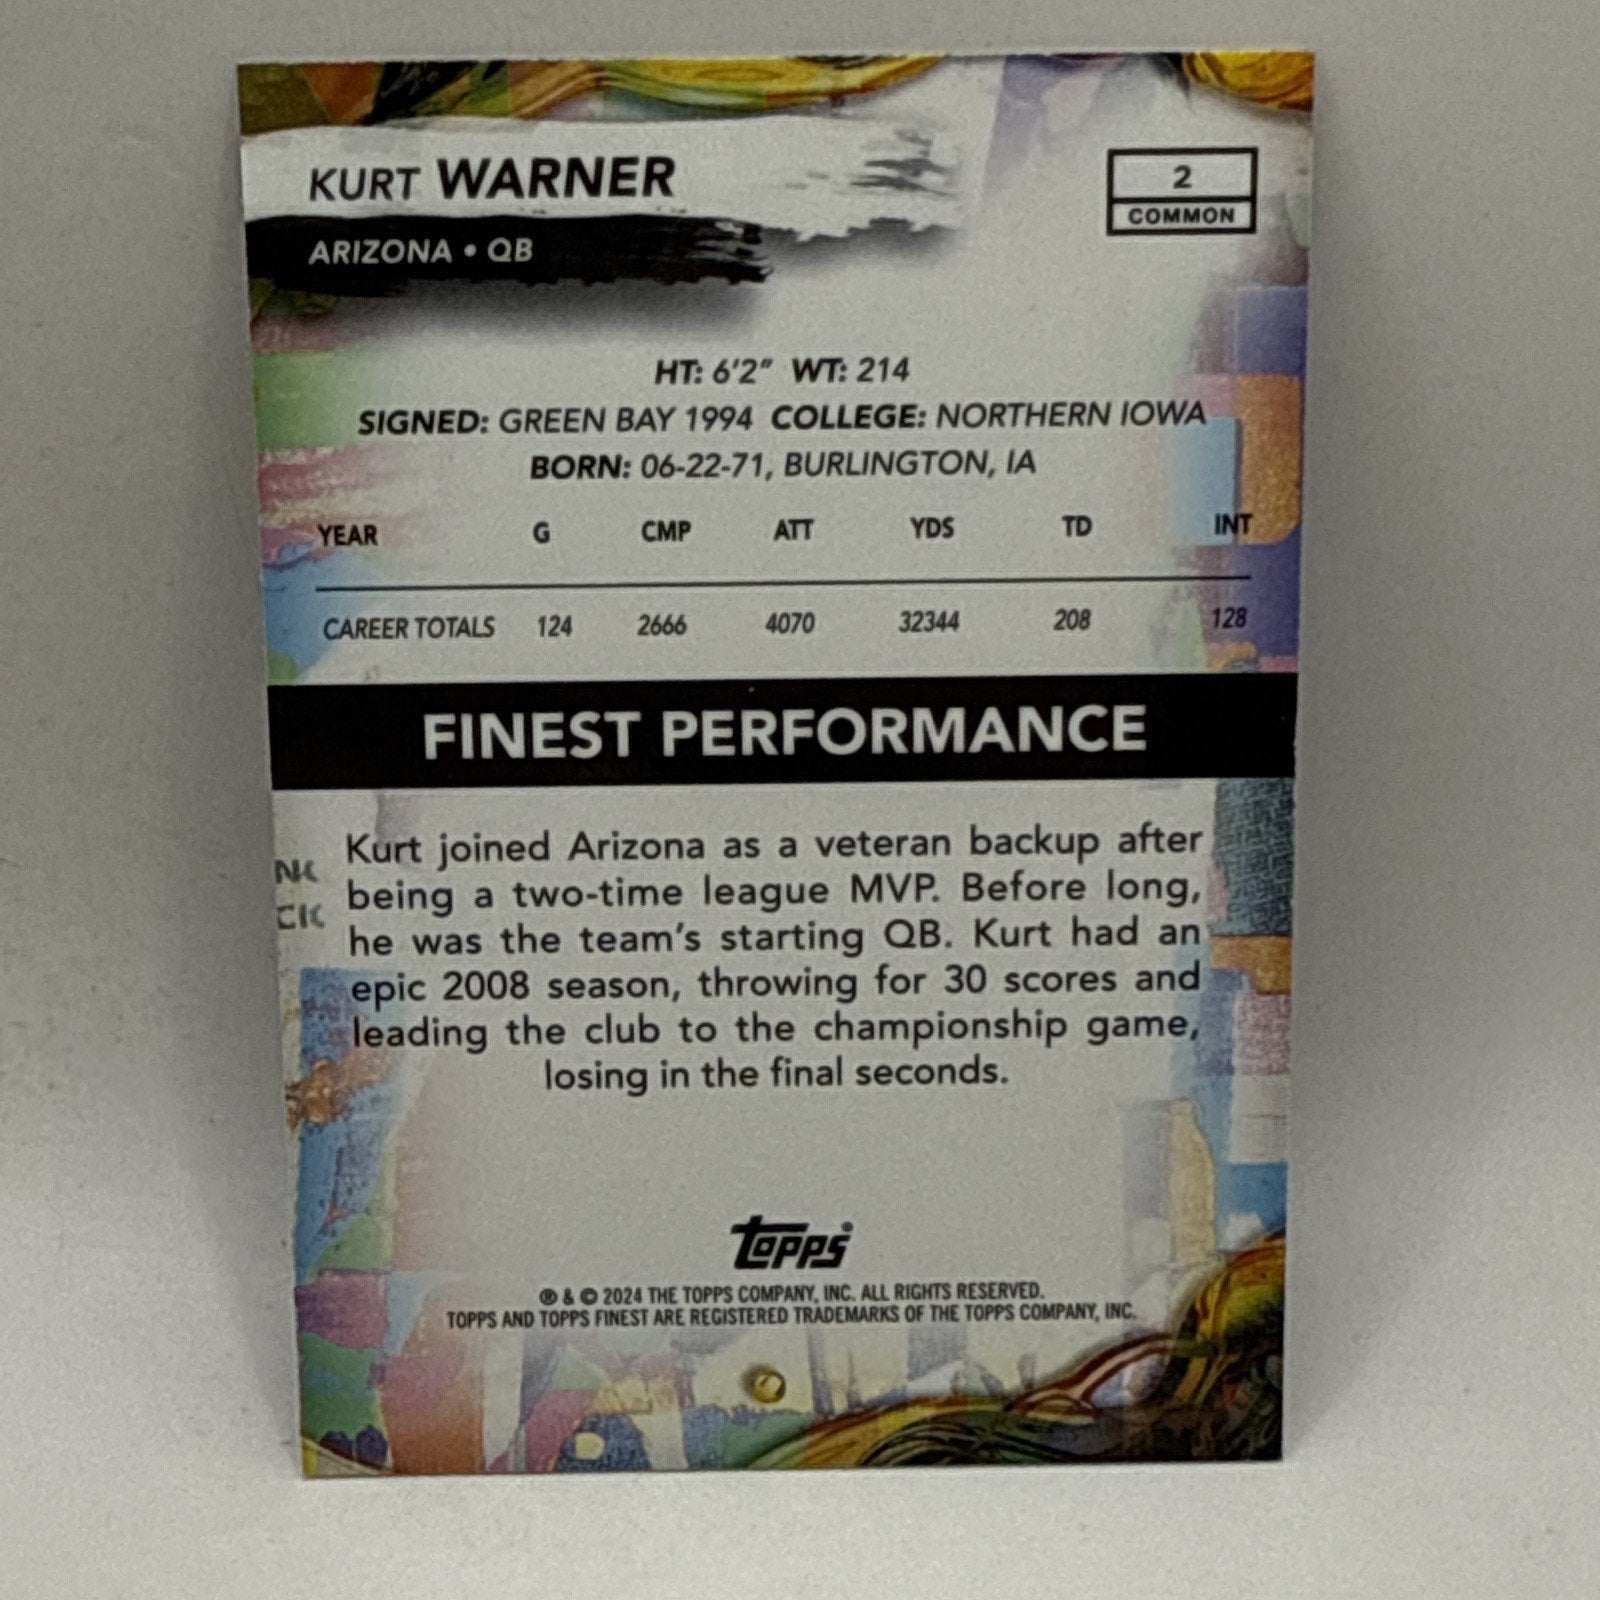 KURT WARNER
2
COMMON
ARIZONA • QB
HT: 6'2" WT: 214
SIGNED: GREEN BAY 1994 COLLEGE: NORTHERN IOWA
BORN: 06-22-71, BURLINGTON, IA
YEAR G CMP ATT YDS TD INT
CAREER TOTALS 124 2666 4070 32344 208 128
FINEST PERFORMANCE
Kurt joined Arizona as a veteran backup after
being a two-time league MVP. Before long,
he was the team's starting QB. Kurt had an
epic 2008 season, throwing for 30 scores and
leading the club to the championship game,
losing in the final seconds.
topps®
® & © 2024 THE TOPPS COMPANY, INC. ALL RIGHTS RESERVED.
TOPPS AND TOPPS FINEST ARE REGISTERED TRADEMARKS OF THE TOPPS COMPANY, INC.